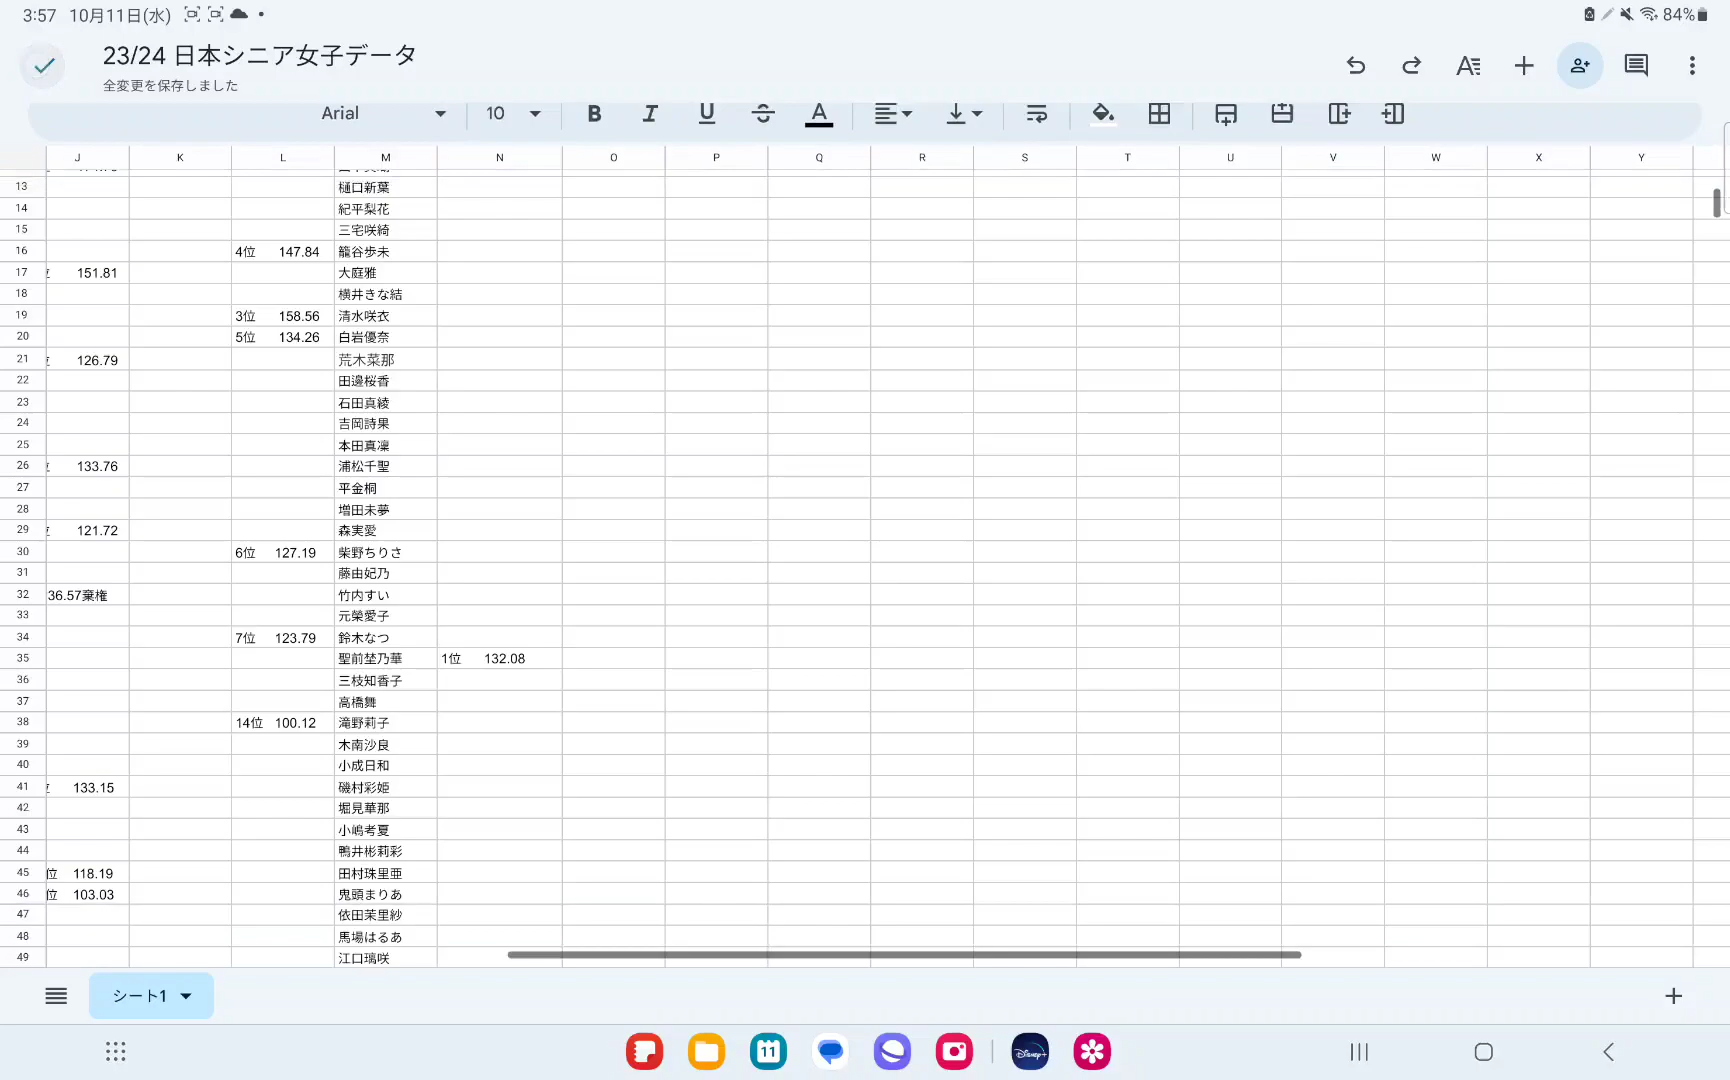 3:57 10月11日(水) 84%
23/24 日本シニア女子データ
全変更を保存しました
Arial 10 B I U S A
J K L M N O P Q R S T U V W X Y
13 樋口新葉
14 紀平梨花
15 三宅咲綺
16 4位 147.84 籠谷歩未
17 151.81 大庭雅
18 横井きな結
19 3位 158.56 清水咲衣
20 5位 134.26 白岩優奈
21 126.79 荒木菜那
22 田邊桜香
23 石田真綾
24 吉岡詩果
25 本田真凜
26 133.76 浦松千聖
27 平金桐
28 増田未夢
29 121.72 森実愛
30 6位 127.19 柴野ちりさ
31 藤由妃乃
32 36.57棄権 竹内すい
33 元榮愛子
34 7位 123.79 鈴木なつ
35 聖前埜乃華 1位 132.08
36 三枝知香子
37 高橋舞
38 14位 100.12 滝野莉子
39 木南沙良
40 小成日和
41 133.15 磯村彩姫
42 堀見華那
43 小嶋考夏
44 鴨井彬莉彩
45 位 118.19 田村珠里亜
46 位 103.03 鬼頭まりあ
47 依田茉里紗
48 馬場はるあ
49 江口璃咲
シート1
11 Disney+